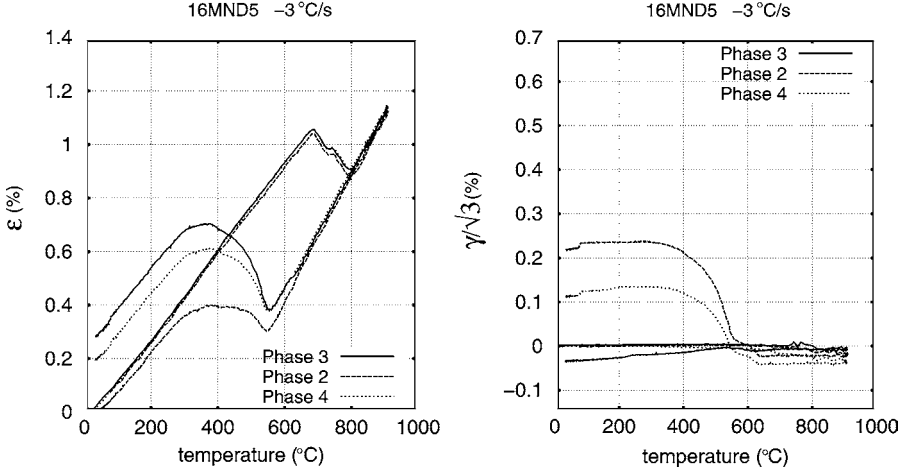 16MND5 −3 °C/s
1.4
1.2
1
0.8
0.6
0.4
0.2
0
ε (%)
Phase 3
Phase 2
Phase 4
0 200 400 600 800 1000
temperature (°C)
16MND5 −3 °C/s
0.7
0.6
0.5
0.4
0.3
0.2
0.1
0
−0.1
γ/√3 (%)
Phase 3
Phase 2
Phase 4
0 200 400 600 800 1000
temperature (°C)